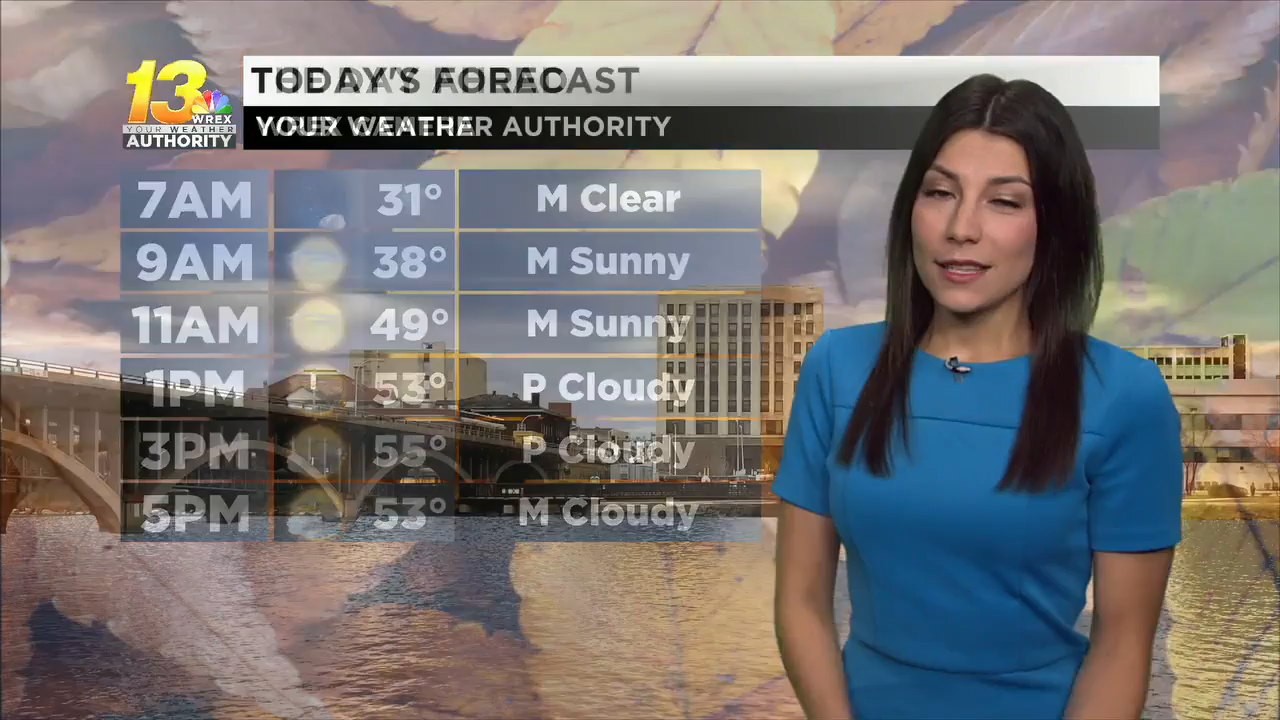 13
WREX
YOUR WEATHER
AUTHORITY
TODAY'S FORECAST
YOUR WEATHER AUTHORITY
7AM 31° M Clear
9AM 38° M Sunny
11AM 49° M Sunny
1PM 53° P Cloudy
3PM 55° P Cloudy
5PM 53° M Cloudy